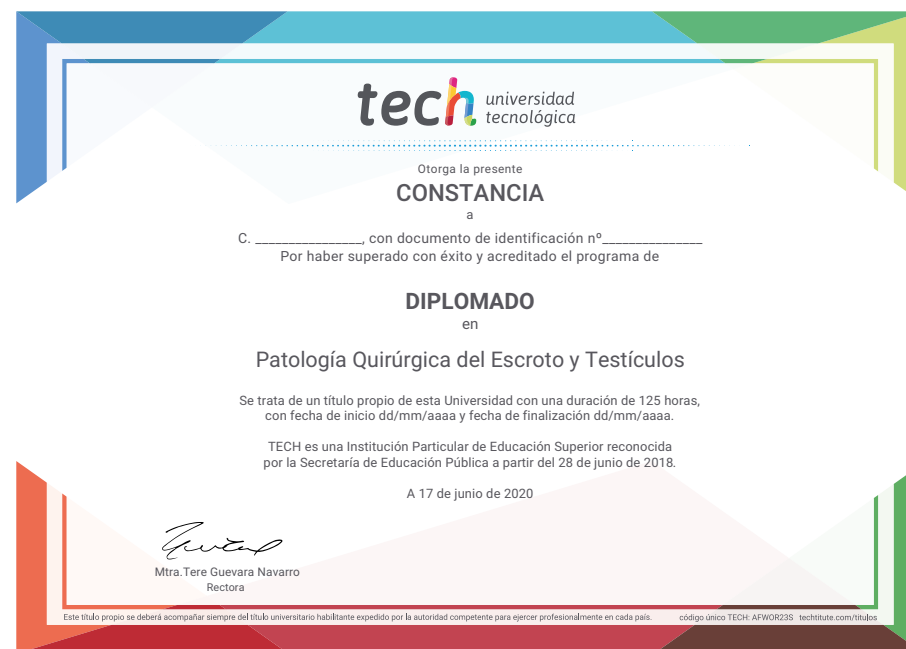 tech universidad
tecnológica
Otorga la presente
CONSTANCIA
a
C. ________________, con documento de identificación nº_______________
Por haber superado con éxito y acreditado el programa de
DIPLOMADO
en
Patología Quirúrgica del Escroto y Testículos
Se trata de un título propio de esta Universidad con una duración de 125 horas,
con fecha de inicio dd/mm/aaaa y fecha de finalización dd/mm/aaaa.
TECH es una Institución Particular de Educación Superior reconocida
por la Secretaría de Educación Pública a partir del 28 de junio de 2018.
A 17 de junio de 2020
Mtra.Tere Guevara Navarro
Rectora
Este título propio se deberá acompañar siempre del título universitario habilitante expedido por la autoridad competente para ejercer profesionalmente en cada país. código único TECH: AFWOR23S techtitute.com/titulos